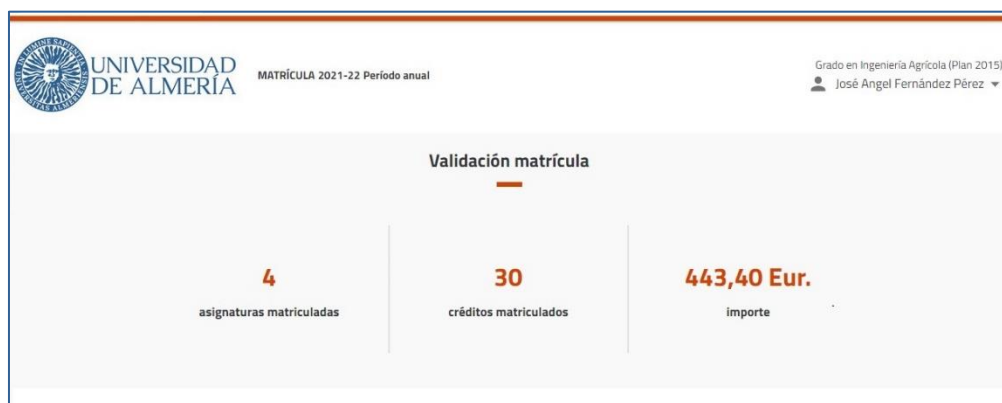 UNIVERSIDAD
DE ALMERÍA
MATRÍCULA 2021-22 Período anual
Grado en Ingeniería Agrícola (Plan 2015)
José Angel Fernández Pérez
Validación matrícula
4
asignaturas matriculadas
30
créditos matriculados
443,40 Eur.
importe